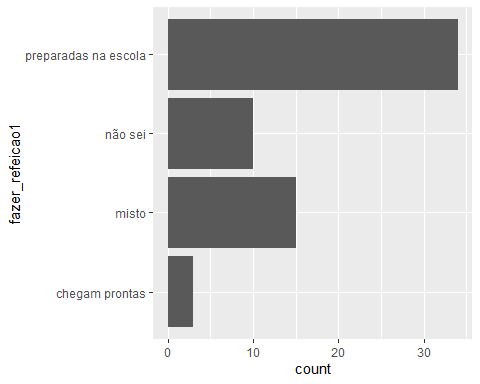 preparadas na escola
não sei
misto
chegam prontas
fazer_refeicao1
0
10
20
30
count